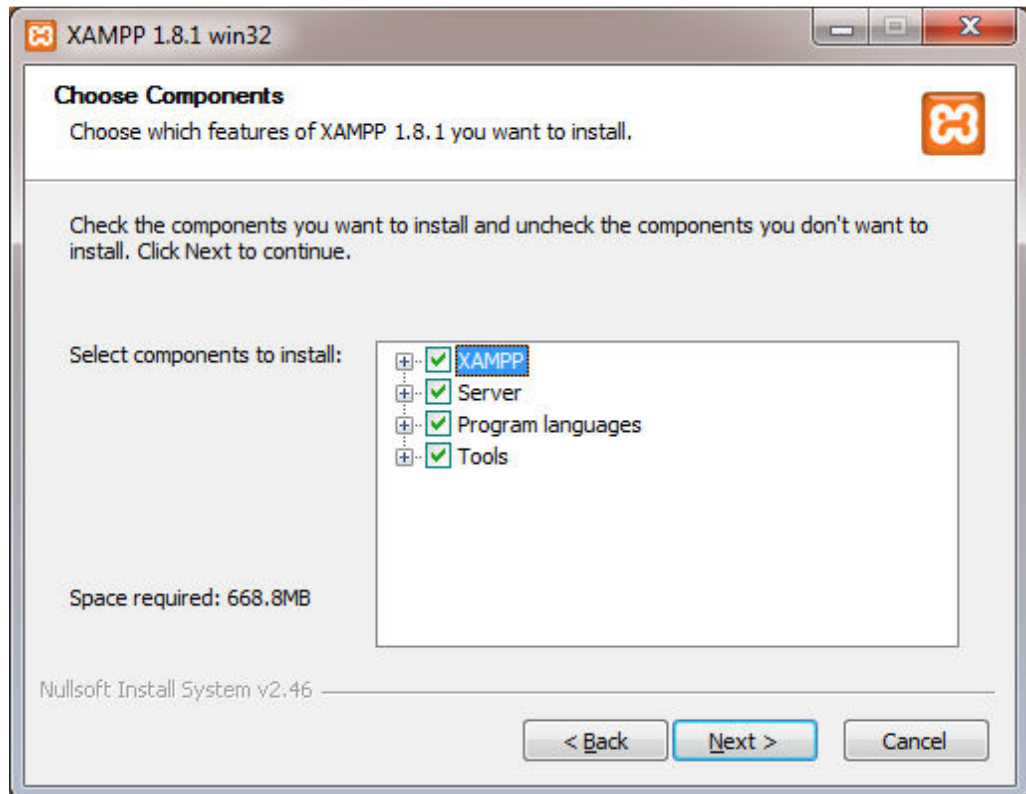 XAMPP 1.8.1 win32
Choose Components
Choose which features of XAMPP 1.8.1 you want to install.
Check the components you want to install and uncheck the components you don't want to
install. Click Next to continue.
Select components to install:
XAMPP
Server
Program languages
Tools
Space required: 668.8MB
Nullsoft Install System v2.46
< Back
Next >
Cancel